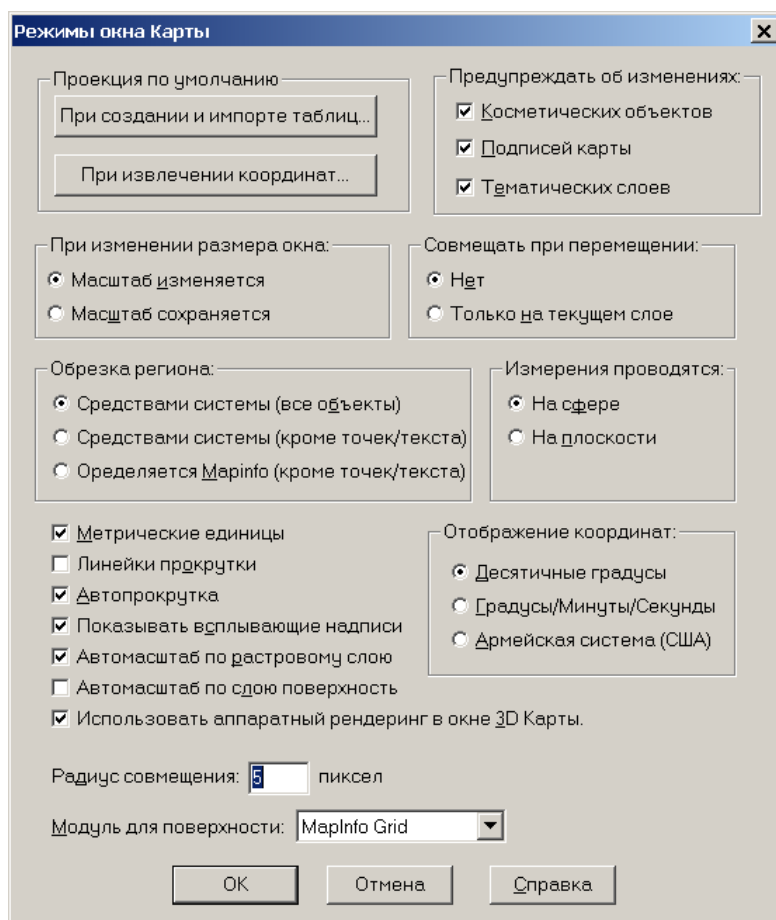 Режимы окна Карты
Проекция по умолчанию
При создании и импорте таблиц...
При извлечении координат...
Предупреждать об изменениях:
Косметических объектов
Подписей карты
Тематических слоев
При изменении размера окна:
Масштаб изменяется
Масштаб сохраняется
Совмещать при перемещении:
Нет
Только на текущем слое
Обрезка региона:
Средствами системы (все объекты)
Средствами системы (кроме точек/текста)
Оределяется Mapinfo (кроме точек/текста)
Измерения проводятся:
На сфере
На плоскости
Метрические единицы
Линейки прокрутки
Автопрокрутка
Показывать всплывающие надписи
Автомасштаб по растровому слою
Автомасштаб по слою поверхность
Использовать аппаратный рендеринг в окне 3D Карты.
Отображение координат:
Десятичные градусы
Градусы/Минуты/Секунды
Армейская система (США)
Радиус совмещения: 5 пиксел
Модуль для поверхности: MapInfo Grid
OK Отмена Справка